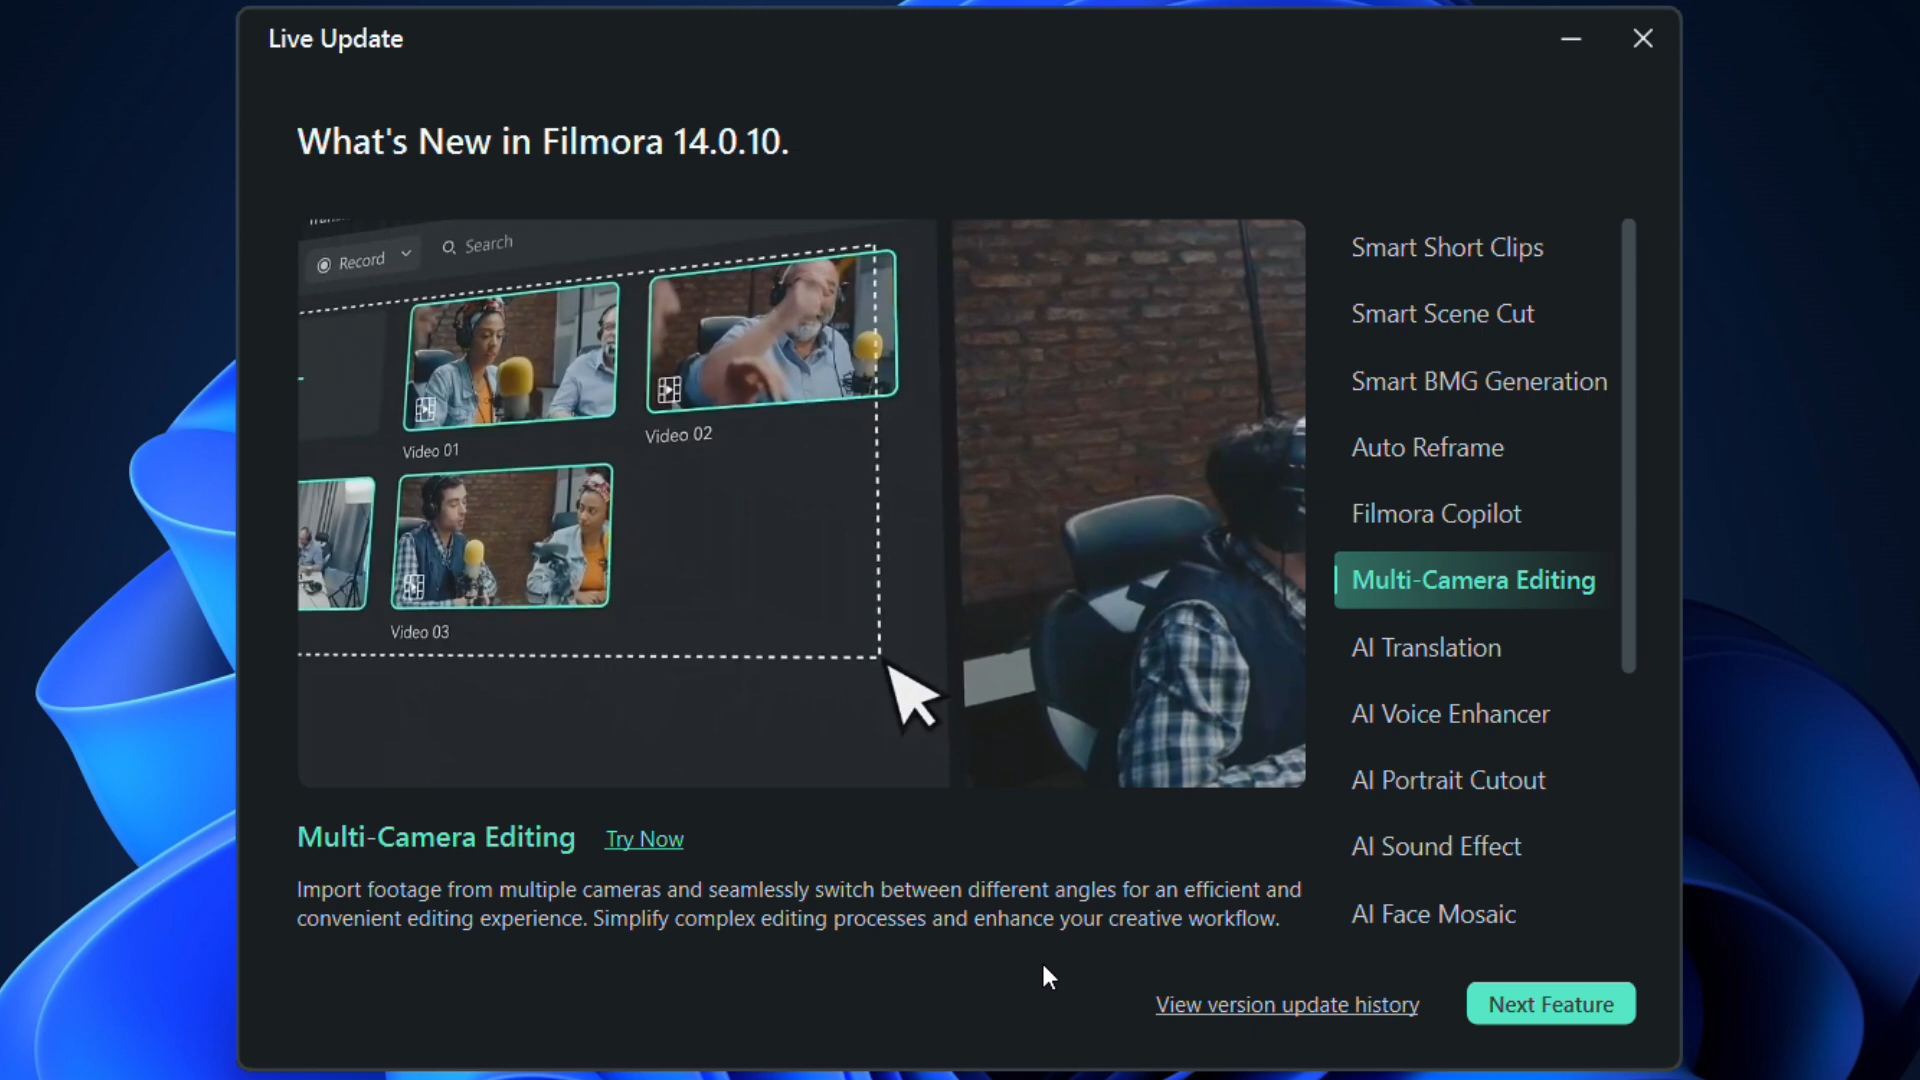 Live Update
What's New in Filmora 14.0.10.
Record
Search
Video 01
Video 02
Video 03
Smart Short Clips
Smart Scene Cut
Smart BMG Generation
Auto Reframe
Filmora Copilot
Multi-Camera Editing
AI Translation
AI Voice Enhancer
AI Portrait Cutout
AI Sound Effect
AI Face Mosaic
Multi-Camera Editing Try Now
Import footage from multiple cameras and seamlessly switch between different angles for an efficient and
convenient editing experience. Simplify complex editing processes and enhance your creative workflow.
View version update history
Next Feature